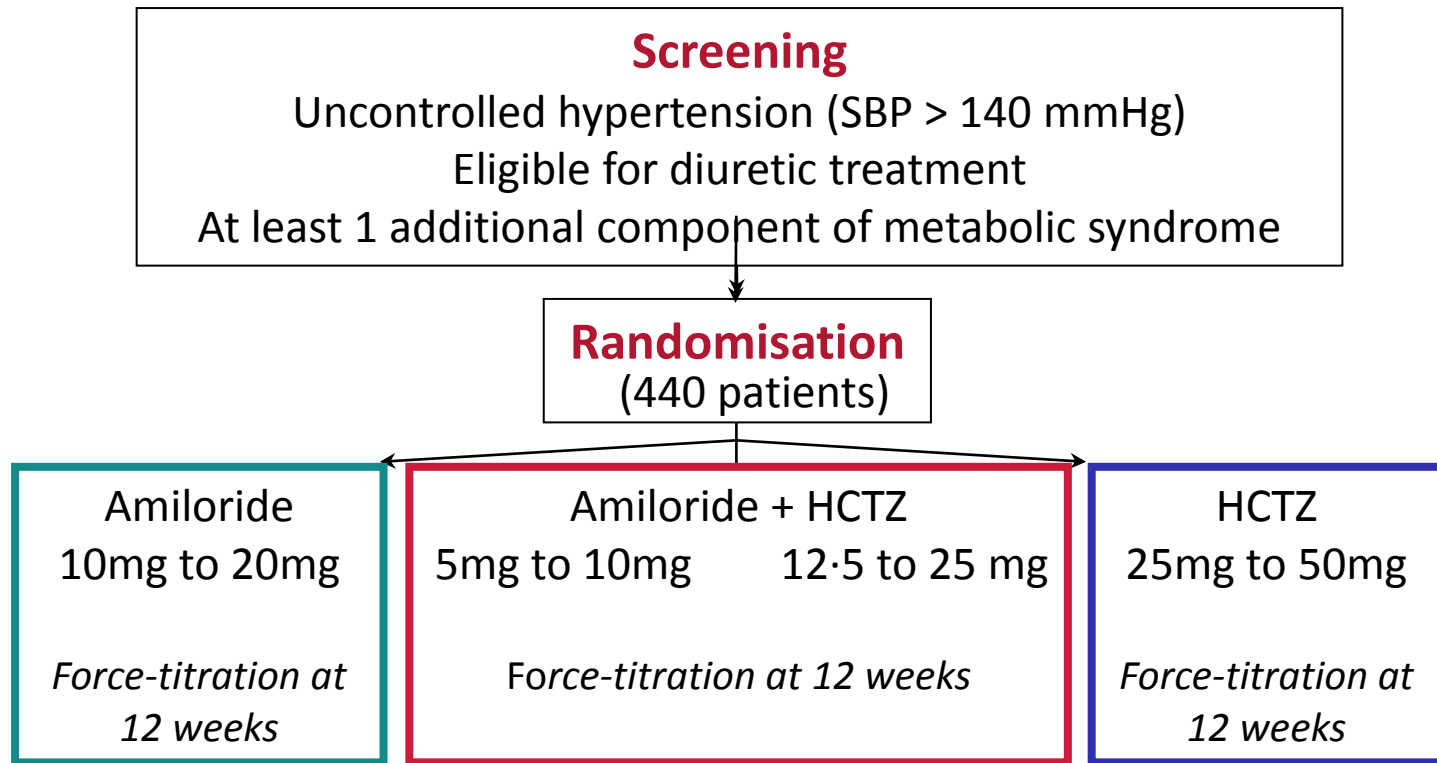 Screening
Uncontrolled hypertension (SBP > 140 mmHg)
Eligible for diuretic treatment
At least 1 additional component of metabolic syndrome
Randomisation
(440 patients)
Amiloride
10mg to 20mg
Force-titration at
12 weeks
Amiloride + HCTZ
5mg to 10mg 12·5 to 25 mg
Force-titration at 12 weeks
HCTZ
25mg to 50mg
Force-titration at
12 weeks